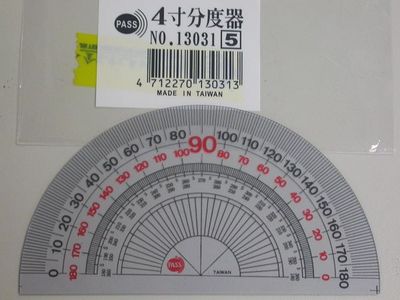 PASS
4寸分度器
NO.13031 5
4 712270 130313
MADE IN TAIWAN
0 10 20 30 40 50 60 70 80 90 100 110 120 130 140 150 160 170 180
180 170 160 150 140 130 120 110 100 80 70 60 50 40 30 20 10 0
PASS
TAIWAN